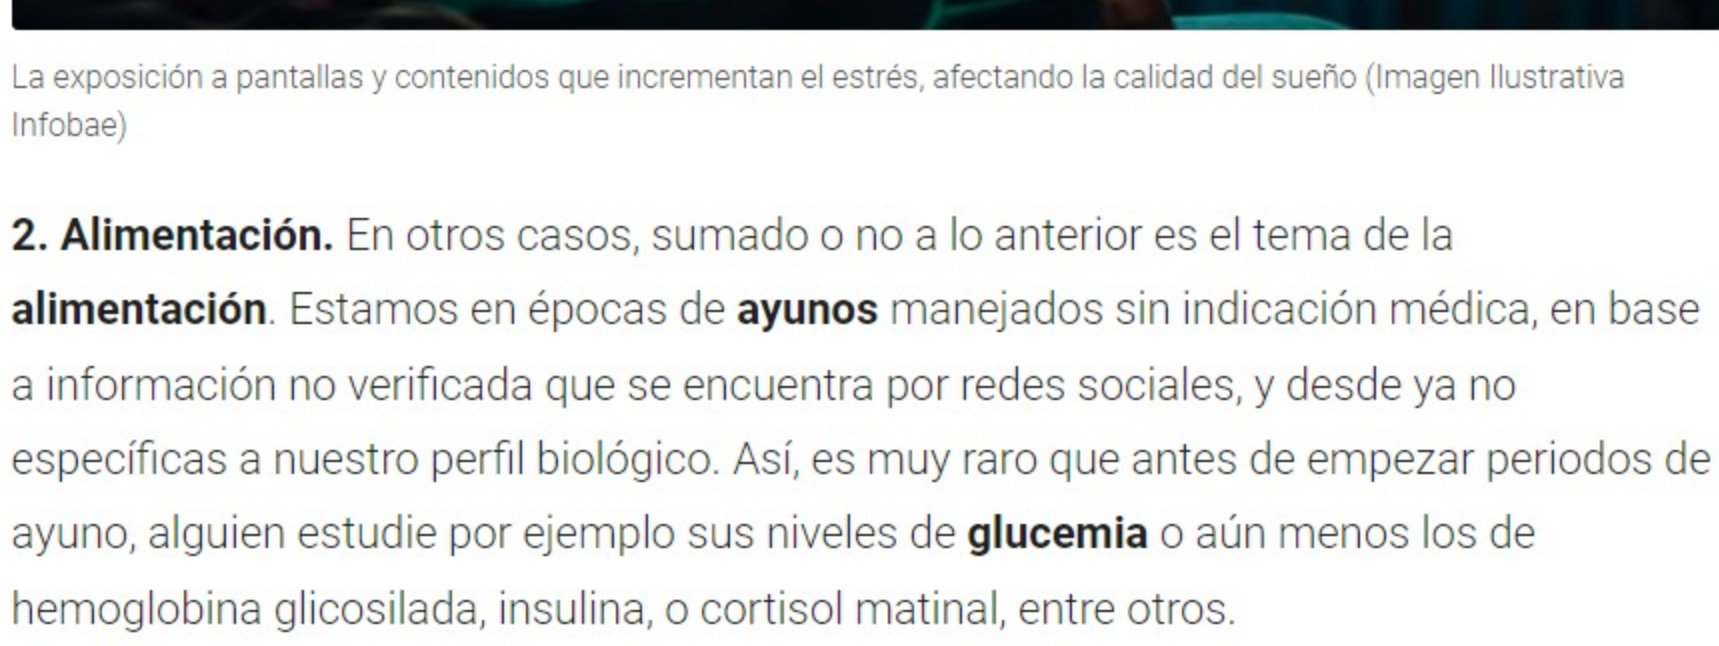 La exposición a pantallas y contenidos que incrementan el estrés, afectando la calidad del sueño (Imagen Ilustrativa
Infobae)
2. Alimentación. En otros casos, sumado o no a lo anterior es el tema de la
alimentación. Estamos en épocas de ayunos manejados sin indicación médica, en base
a información no verificada que se encuentra por redes sociales, y desde ya no
específicas a nuestro perfil biológico. Así, es muy raro que antes de empezar periodos de
ayuno, alguien estudie por ejemplo sus niveles de glucemia o aún menos los de
hemoglobina glicosilada, insulina, o cortisol matinal, entre otros.